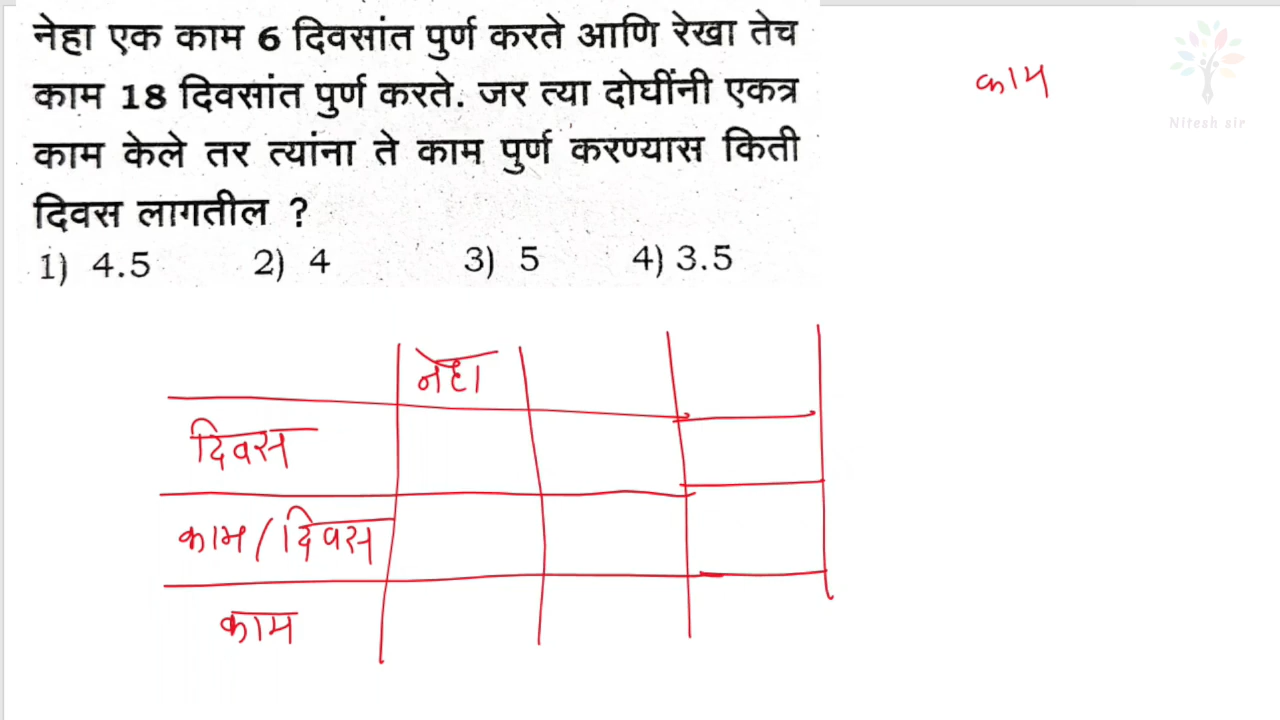 नेहा एक काम 6 दिवसांत पुर्ण करते आणि रेखा तेच
काम 18 दिवसांत पुर्ण करते. जर त्या दोघींनी एकत्र
काम केले तर त्यांना ते काम पुर्ण करण्यास किती
दिवस लागतील ?
1) 4.5 2) 4 3) 5 4) 3.5
काम
Nitesh sir
नेहा
दिवस
काम/दिवस
काम